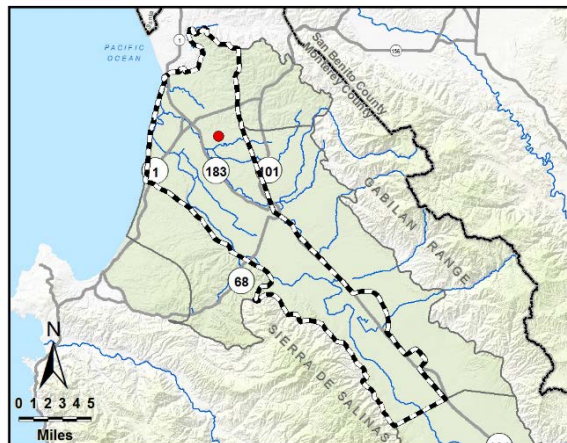 1
156
PACIFIC
OCEAN
San Benito County
Monterey County
1
183
101
GABILAN RANGE
68
SIERRA DE SALINAS
N
0 1 2 3 4 5
Miles